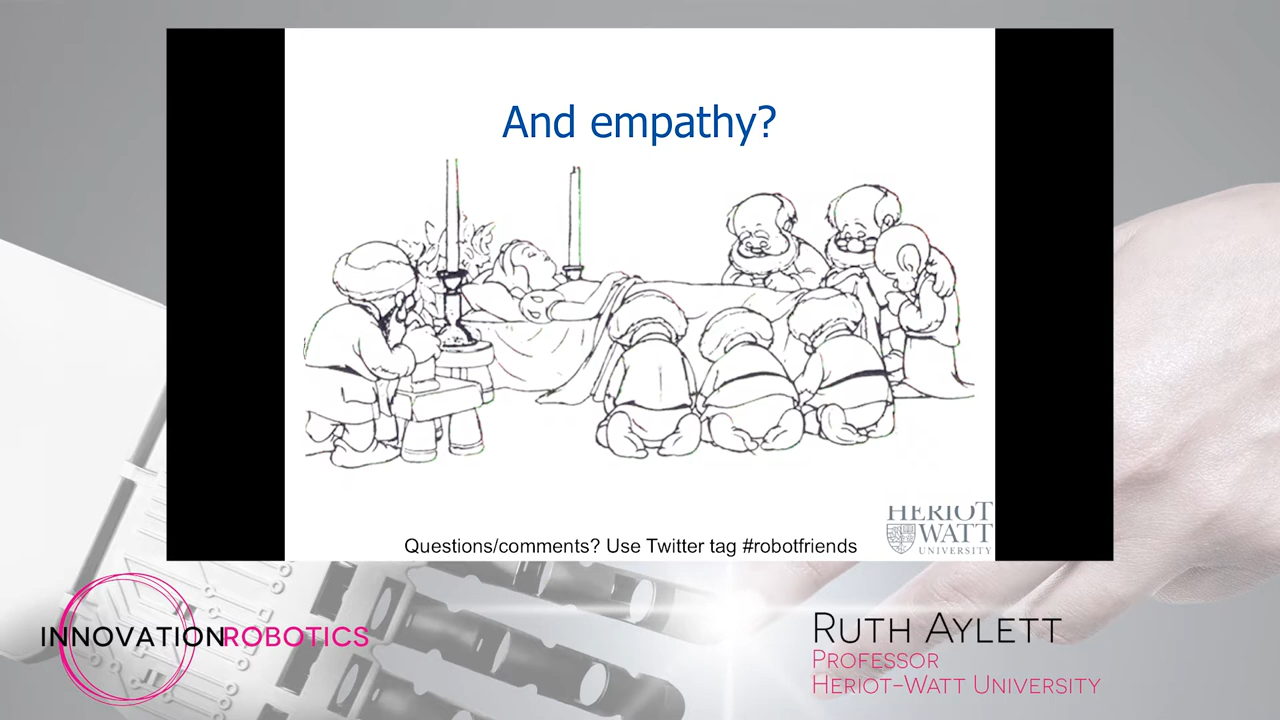 And empathy?
HERIOT
WATT
UNIVERSITY
Questions/comments? Use Twitter tag #robotfriends
INNOVATIONROBOTICS
RUTH AYLETT
PROFESSOR
HERIOT-WATT UNIVERSITY